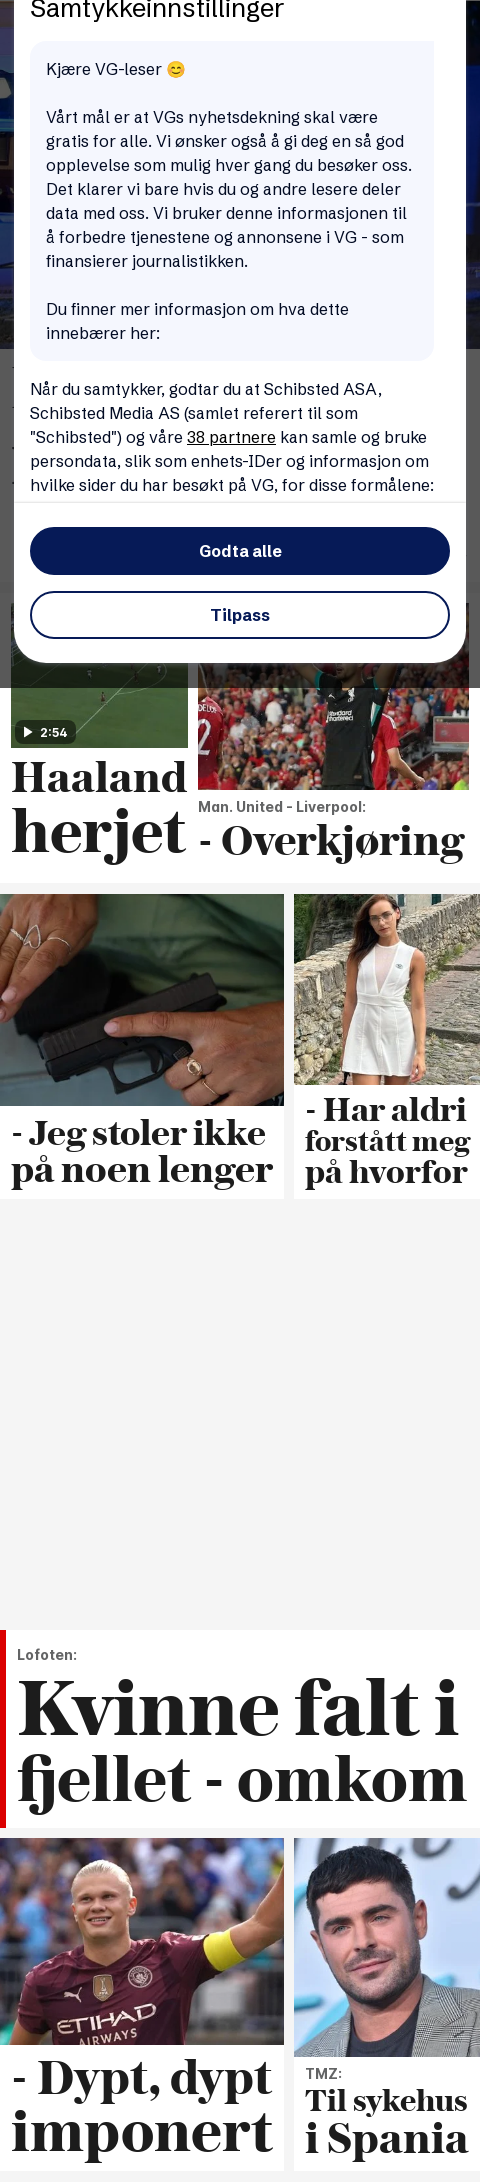 Samtykkeinnstillinger
Kjære VG-leser 😊
Vårt mål er at VGs nyhetsdekning skal være
gratis for alle. Vi ønsker også å gi deg en så god
opplevelse som mulig hver gang du besøker oss.
Det klarer vi bare hvis du og andre lesere deler
data med oss. Vi bruker denne informasjonen til
å forbedre tjenestene og annonsene i VG - som
finansierer journalistikken.
Du finner mer informasjon om hva dette
innebærer her:
Når du samtykker, godtar du at Schibsted ASA,
Schibsted Media AS (samlet referert til som
"Schibsted") og våre 38 partnere kan samle og bruke
persondata, slik som enhets-IDer og informasjon om
hvilke sider du har besøkt på VG, for disse formålene:
Godta alle
Tilpass
2:54
Haaland
herjet
Man. United - Liverpool:
- Overkjøring
- Jeg stoler ikke
på noen lenger
- Har aldri
forstått meg
på hvorfor
Lofoten:
Kvinne falt i
fjellet - omkom
ETIHAD
AIRWAYS
- Dypt, dypt
imponert
TMZ:
Til sykehus
i Spania